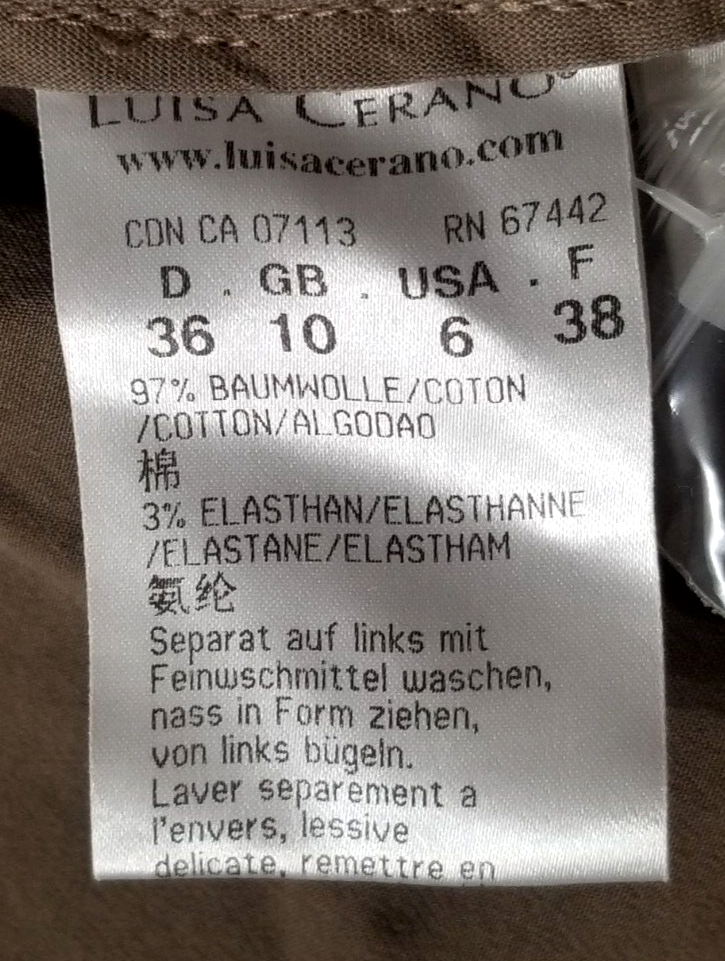 LUISA CERANO®
www.luisacerano.com
CDN CA 07113 RN 67442
D . GB . USA . F
36 10 6 38
97% BAUMWOLLE/COTON
/COTTON/ALGODAO
棉
3% ELASTHAN/ELASTHANNE
/ELASTANE/ELASTHAM
氨纶
Separat auf links mit
Feinwschmittel waschen,
nass in Form ziehen,
von links bügeln.
Laver separement a
l'envers, lessive
delicate, remettre en